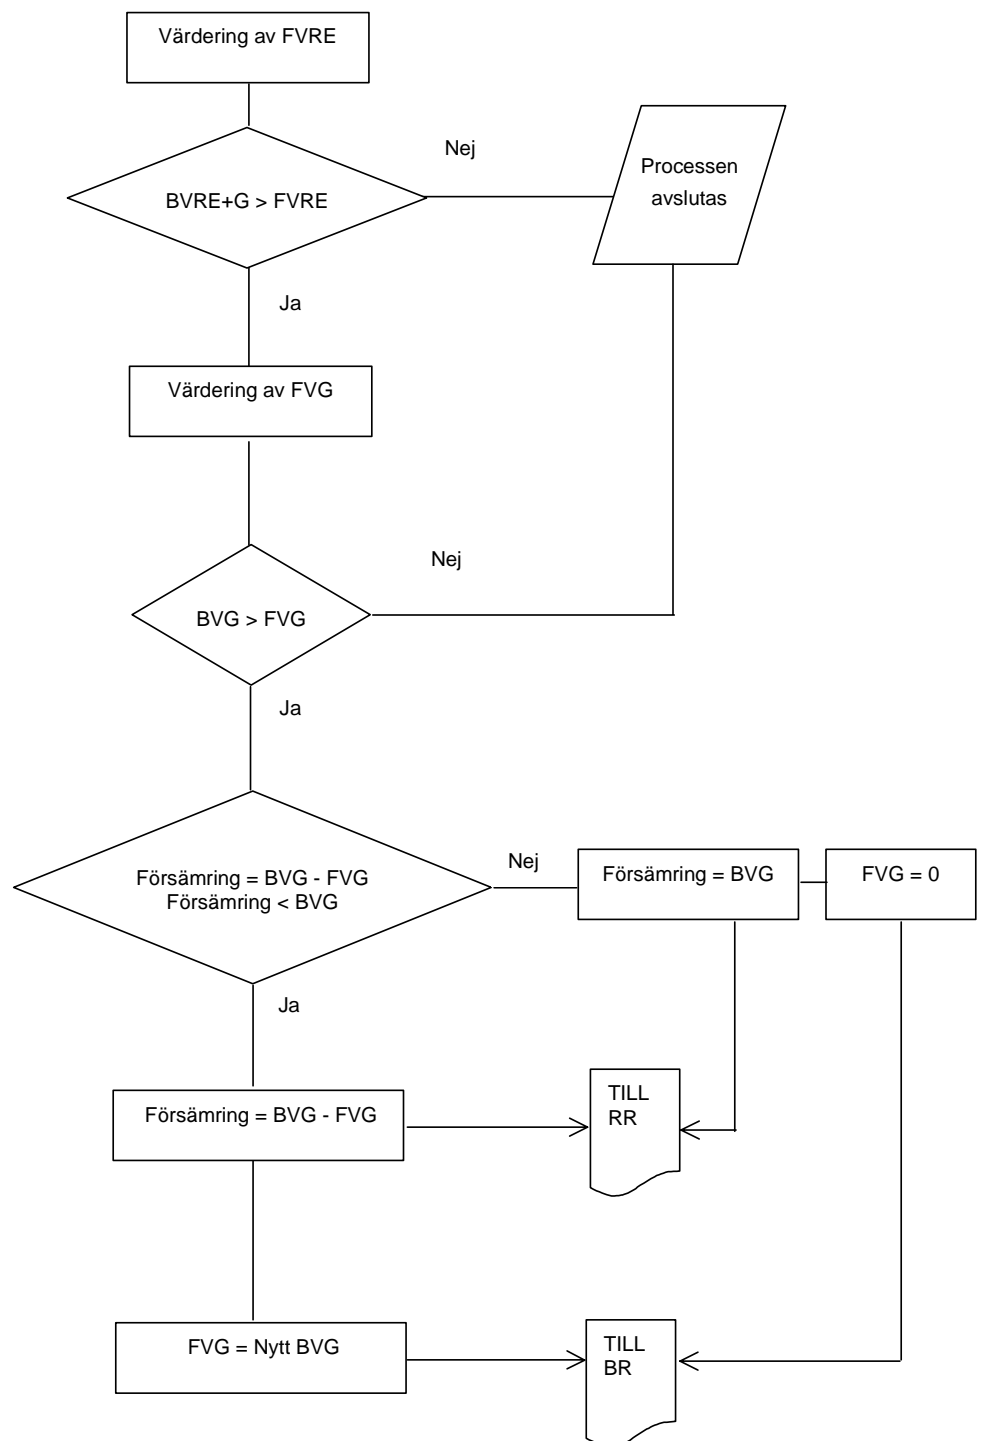 Värdering av FVRE
Nej
Processen
avslutas
BVRE+G > FVRE
Ja
Värdering av FVG
Nej
BVG > FVG
Ja
Försämring = BVG - FVG
Försämring < BVG
Nej
Försämring = BVG
FVG = 0
Ja
Försämring = BVG - FVG
TILL
RR
FVG = Nytt BVG
TILL
BR